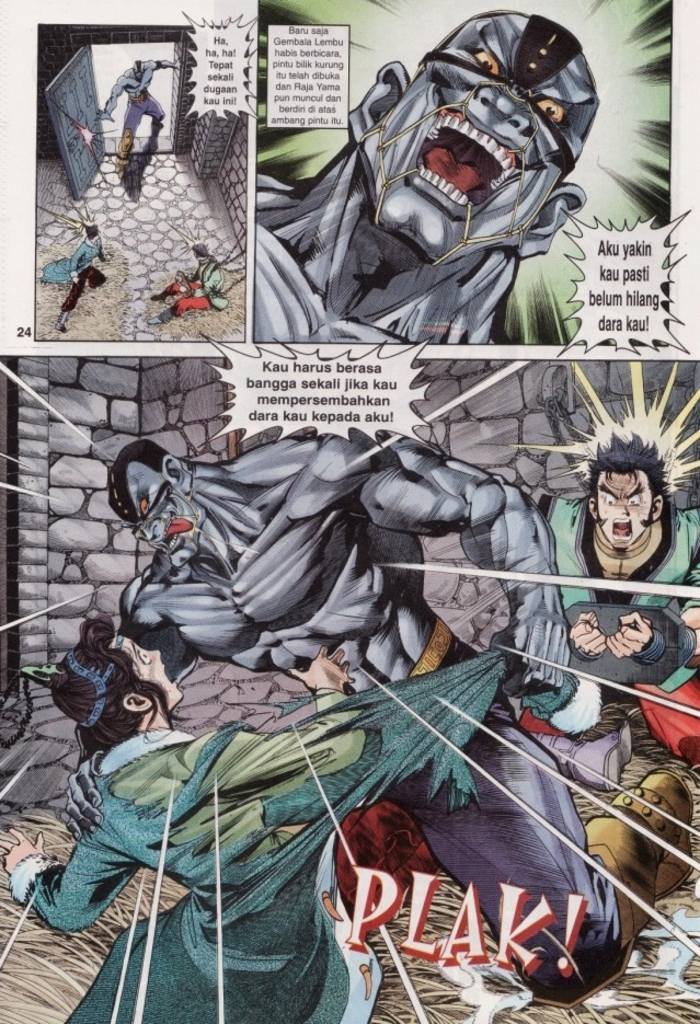 Ha,
ha, ha!
Tepat
sekali
dugaan
kau ini!
Baru saja
Gembala Lembu
habis berbicara,
pintu bilik kurung
itu telah dibuka
dan Raja Yama
pun muncul dan
berdiri di atas
ambang pintu itu.
Aku yakin
kau pasti
belum hilang
dara kau!
24
Kau harus berasa
bangga sekali jika kau
mempersembahkan
dara kau kepada aku!
PLAK!